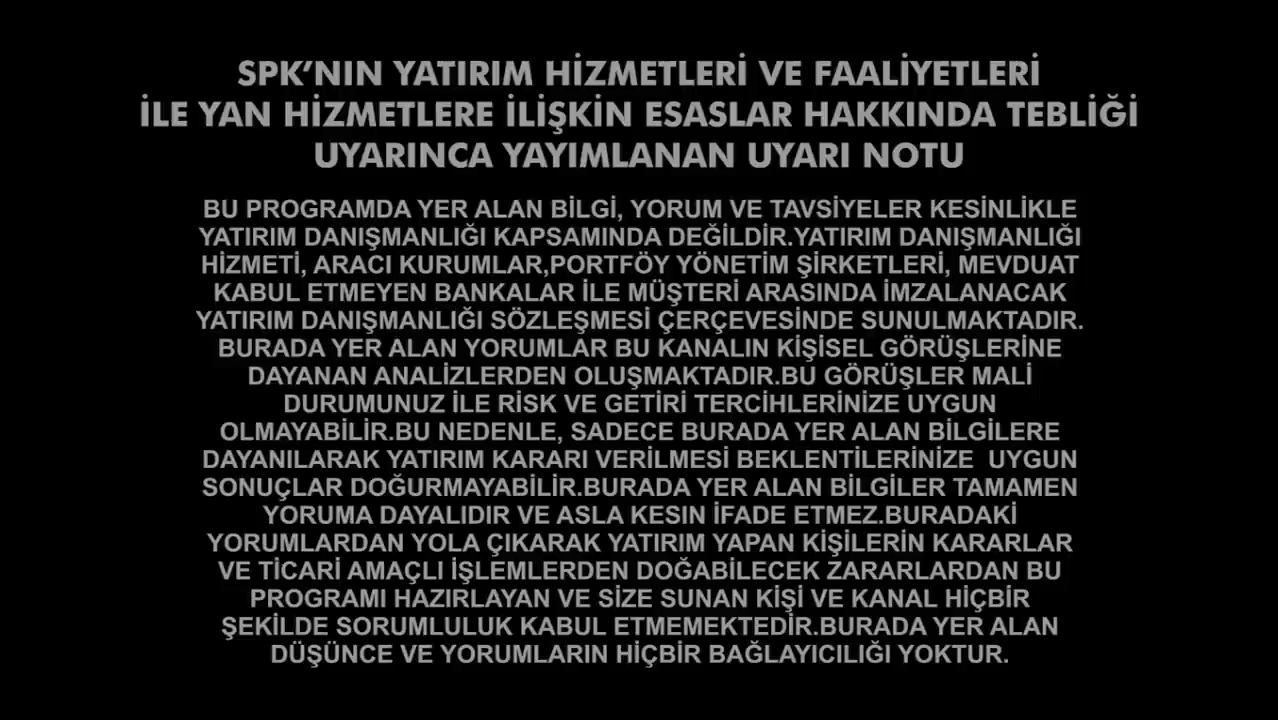 SPK’NIN YATIRIM HİZMETLERİ VE FAALİYETLERİ
İLE YAN HİZMETLERE İLİŞKİN ESASLAR HAKKINDA TEBLİĞİ
UYARINCA YAYIMLANAN UYARI NOTU
BU PROGRAMDA YER ALAN BİLGİ, YORUM VE TAVSİYELER KESİNLİKLE
YATIRIM DANIŞMANLIĞI KAPSAMINDA DEĞİLDİR.YATIRIM DANIŞMANLIĞI
HİZMETİ, ARACI KURUMLAR,PORTFÖY YÖNETİM ŞİRKETLERİ, MEVDUAT
KABUL ETMEYEN BANKALAR İLE MÜŞTERİ ARASINDA İMZALANACAK
YATIRIM DANIŞMANLIĞI SÖZLEŞMESİ ÇERÇEVESİNDE SUNULMAKTADIR.
BURADA YER ALAN YORUMLAR BU KANALIN KİŞİSEL GÖRÜŞLERİNE
DAYANAN ANALİZLERDEN OLUŞMAKTADIR.BU GÖRÜŞLER MALİ
DURUMUNUZ İLE RİSK VE GETİRİ TERCİHLERİNİZE UYGUN
OLMAYABİLİR.BU NEDENLE, SADECE BURADA YER ALAN BİLGİLERE
DAYANILARAK YATIRIM KARARI VERİLMESİ BEKLENTİLERİNİZE  UYGUN
SONUÇLAR DOĞURMAYABİLİR.BURADA YER ALAN BİLGİLER TAMAMEN
YORUMA DAYALIDIR VE ASLA KESIN İFADE ETMEZ.BURADAKİ
YORUMLARDAN YOLA ÇIKARAK YATIRIM YAPAN KİŞİLERİN KARARLAR
VE TİCARİ AMAÇLI İŞLEMLERDEN DOĞABİLECEK ZARARLARDAN BU
PROGRAMI HAZIRLAYAN VE SİZE SUNAN KİŞİ VE KANAL HİÇBİR
ŞEKİLDE SORUMLULUK KABUL ETMEMEKTEDİR.BURADA YER ALAN
DÜŞÜNCE VE YORUMLARIN HİÇBİR BAĞLAYICILIĞI YOKTUR.